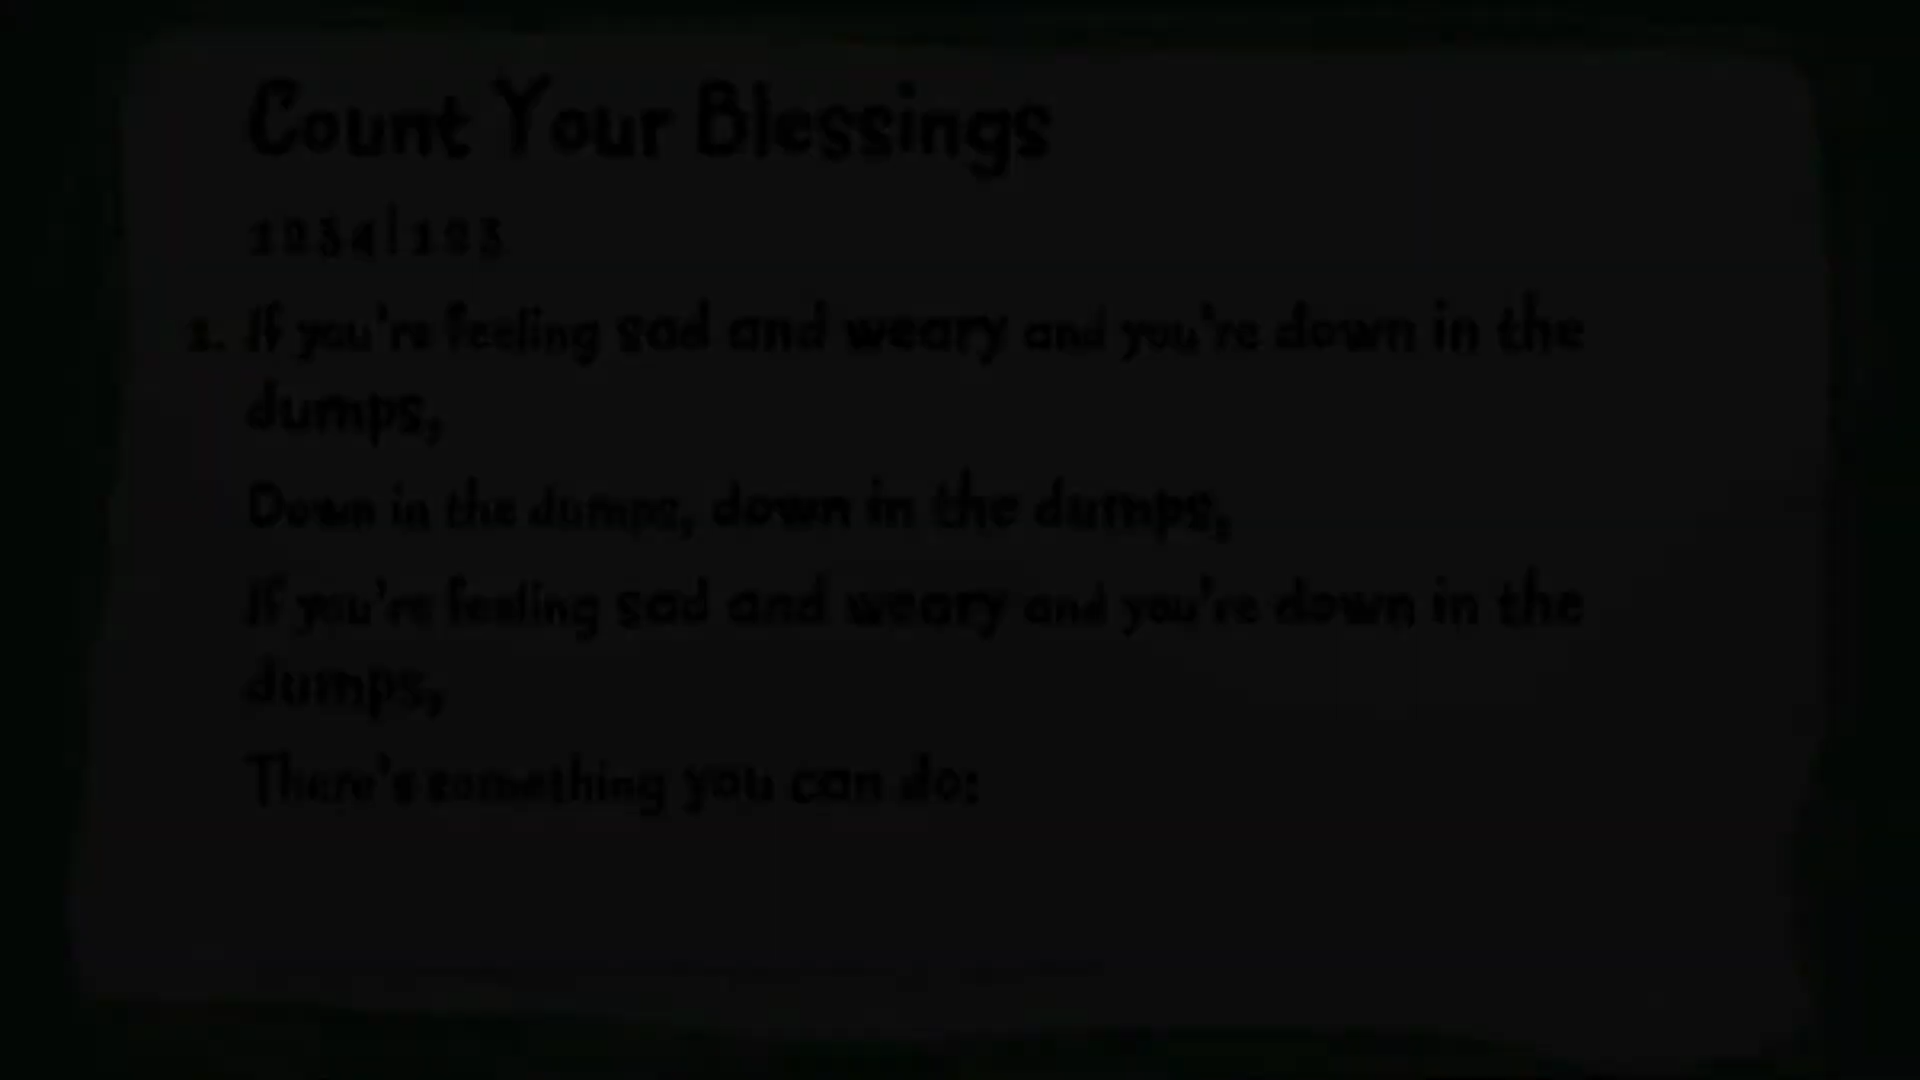 Count Your Blessings
1 2 3 4 | 1 2 3
1. If you're feeling sad and weary and you're down in the
dumps,
Down in the dumps, down in the dumps,
If you're feeling sad and weary and you're down in the
dumps,
There's something you can do: